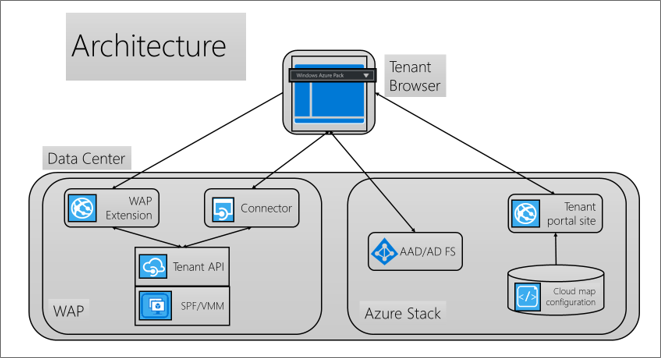 Architecture
Windows Azure Pack
Tenant
Browser
Data Center
WAP
Extension
Connector
Tenant API
SPF/VMM
WAP
AAD/AD FS
Tenant
portal site
Cloud map
configuration
Azure Stack